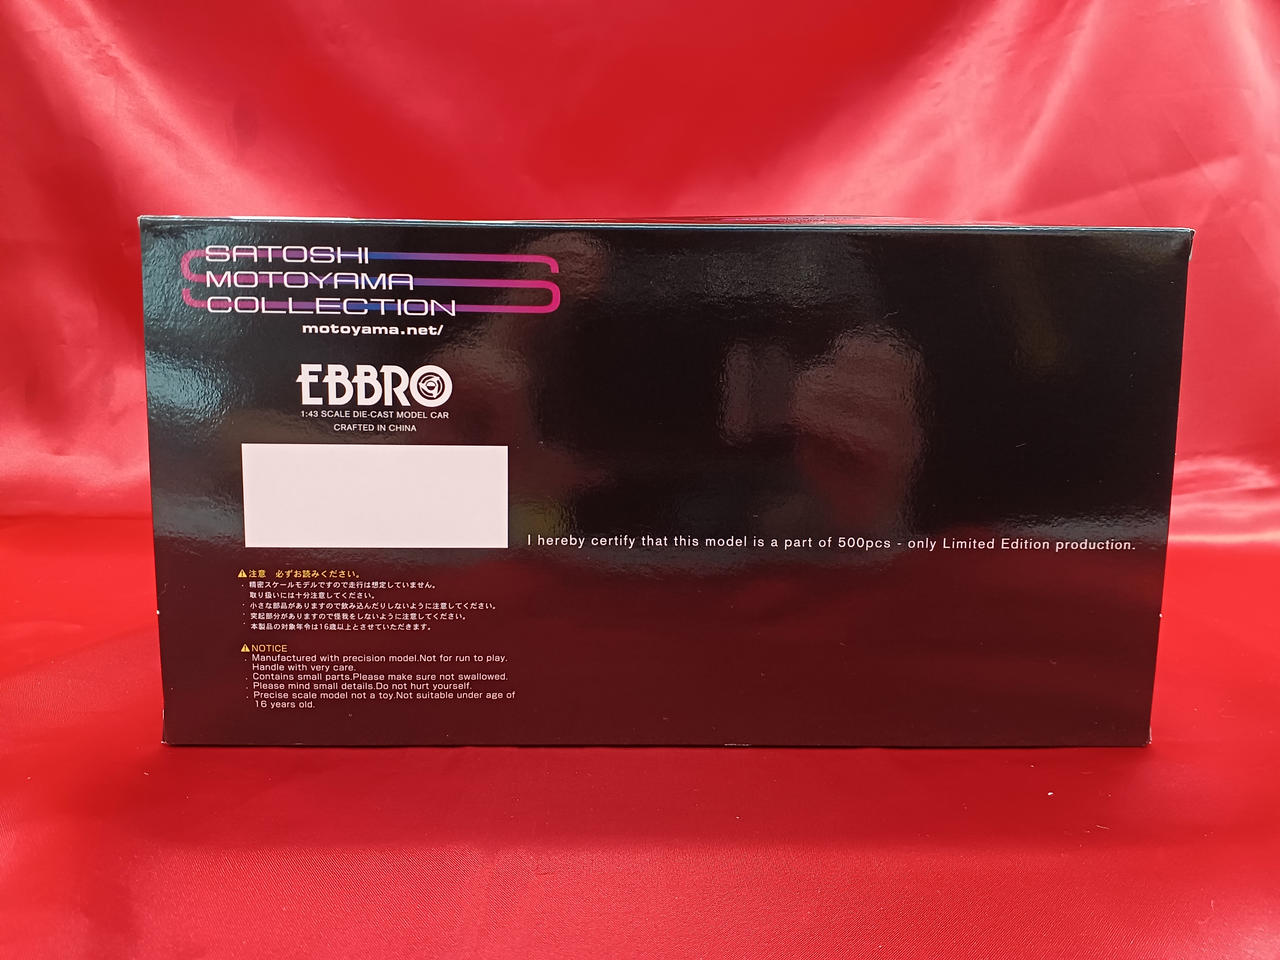 SATOSHI
MOTOYAMA
COLLECTION
motoyama.net/
EBBRO
1:43 SCALE DIE-CAST MODEL CAR
CRAFTED IN CHINA
I hereby certify that this model is a part of 500pcs - only Limited Edition production.
注意 必ずお読みください。
・精密スケールモデルですので走行は想定していません。
取り扱いには十分注意してください。
・小さな部品がありますので飲み込んだりしないように注意してください。
・突起部分がありますので怪我をしないように注意してください。
・本製品の対象年令は16歳以上とさせていただきます。
NOTICE
. Manufactured with precision model.Not for run to play.
Handle with very care.
. Contains small parts.Please make sure not swallowed.
. Please mind small details.Do not hurt yourself.
. Precise scale model not a toy.Not suitable under age of
16 years old.